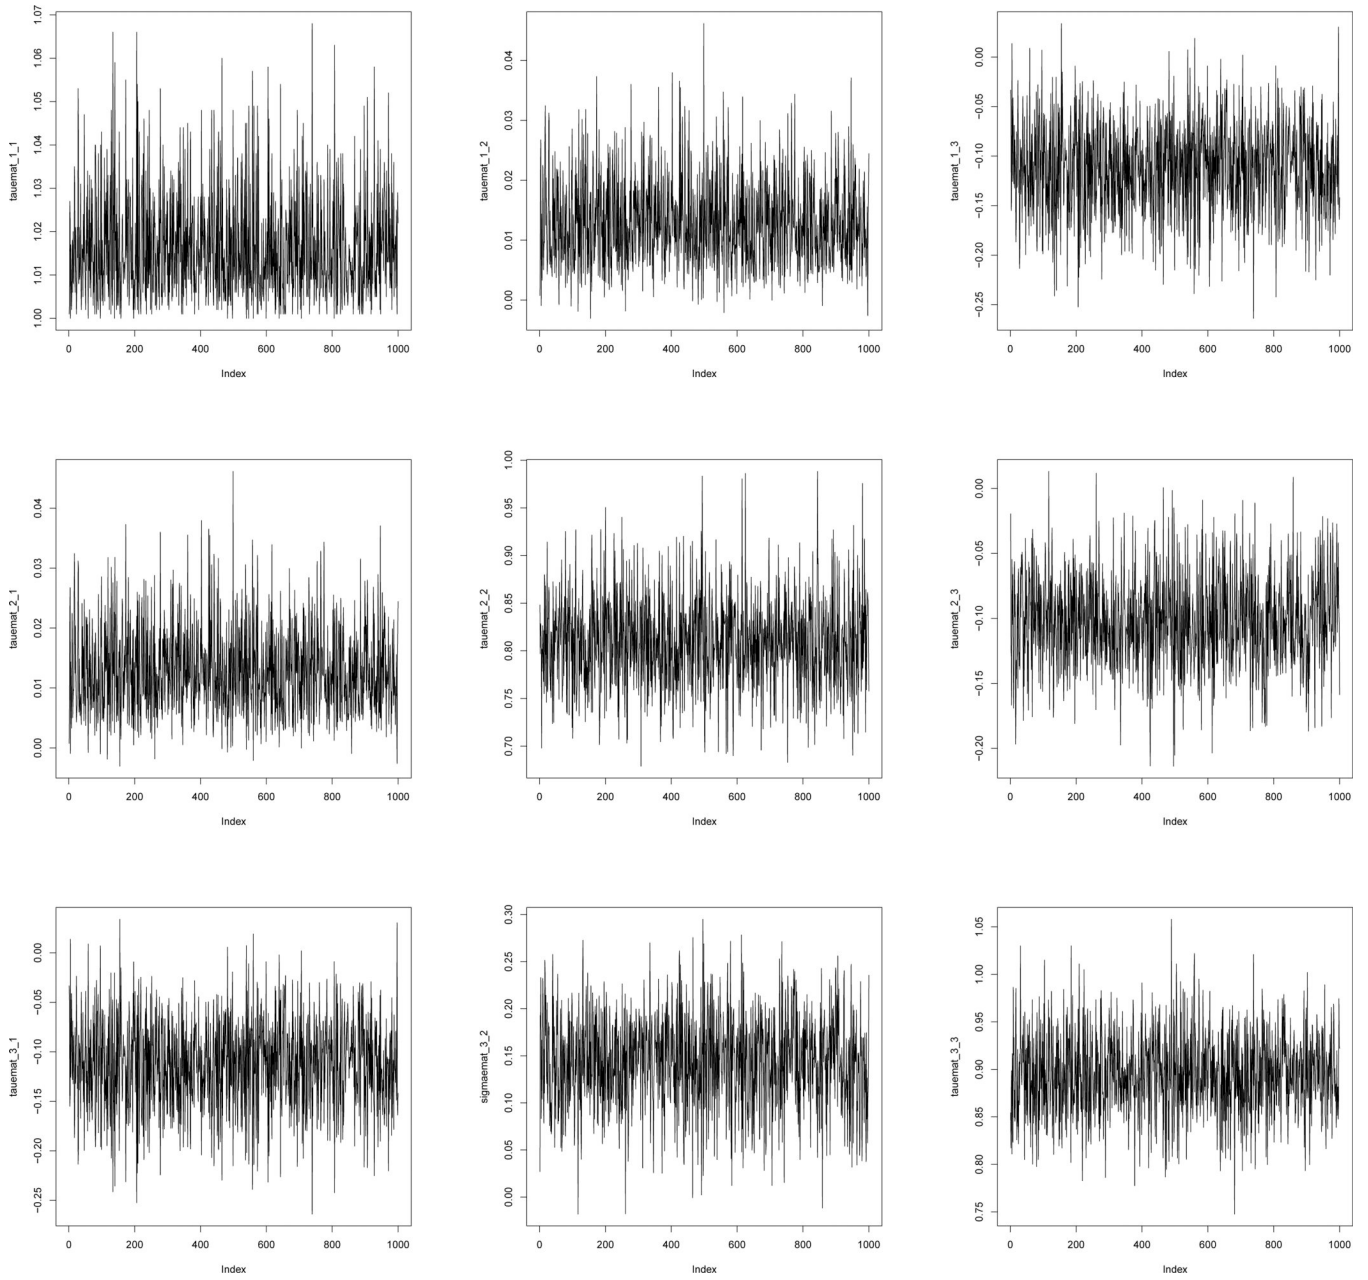 tauemat_1_1
1.00 1.01 1.02 1.03 1.04 1.05 1.06 1.07
0 200 400 600 800 1000
Index
tauemat_1_2
0.00 0.01 0.02 0.03 0.04
0 200 400 600 800 1000
Index
tauemat_1_3
−0.25 −0.20 −0.15 −0.10 −0.05 0.00
0 200 400 600 800 1000
Index
tauemat_2_1
0.00 0.01 0.02 0.03 0.04
0 200 400 600 800 1000
Index
tauemat_2_2
0.70 0.75 0.80 0.85 0.90 0.95 1.00
0 200 400 600 800 1000
Index
tauemat_2_3
−0.20 −0.15 −0.10 −0.05 0.00
0 200 400 600 800 1000
Index
tauemat_3_1
−0.25 −0.20 −0.15 −0.10 −0.05 0.00
0 200 400 600 800 1000
Index
sigmaemat_3_2
0.00 0.05 0.10 0.15 0.20 0.25 0.30
0 200 400 600 800 1000
Index
tauemat_3_3
0.75 0.80 0.85 0.90 0.95 1.00 1.05
0 200 400 600 800 1000
Index